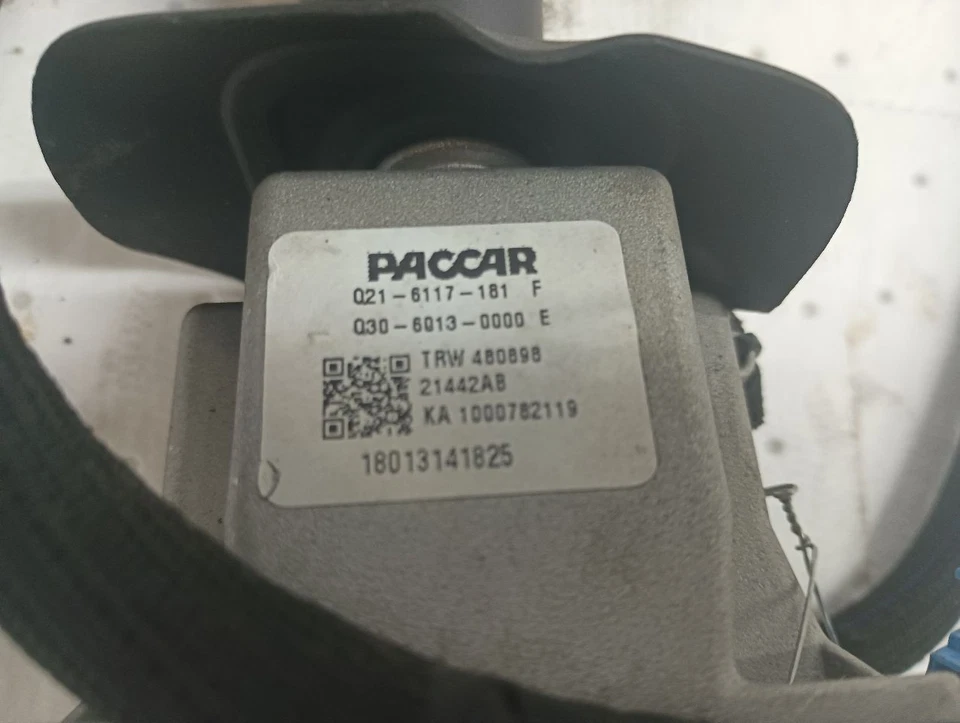 PACCAR
Q21-6117-181 F
Q30-6013-0000 E
TRW 480898
21442AB
KA 1000782119
18013141825